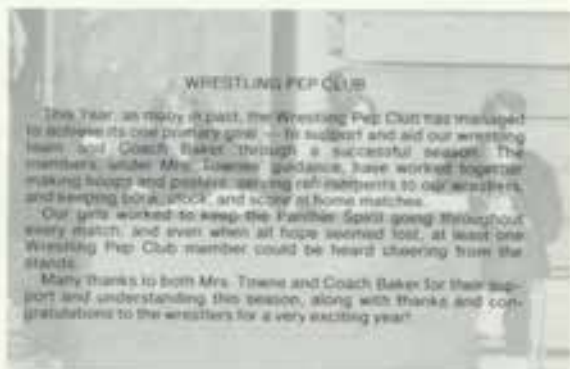 WRESTLING PEP CLUB
This Year, as many in past, the Wrestling Pep Club has managed
to achieve its one primary goal — to support and aid our wrestling
team and Coach Baker through a successful season. The
members, under Mrs. Townes guidance, have worked together
making hoops and posters, serving refreshments to our wrestlers,
and keeping book, clock, and score at home matches.
Our girls worked to keep the Panther Spirit going throughout
every match, and even when all hope seemed lost, at least one
Wrestling Pep Club member could be heard cheering from the
stands.
Many thanks to both Mrs. Towne and Coach Baker for their sup-
port and understanding this season, along with thanks and con-
gratulations to the wrestlers for a very exciting year!